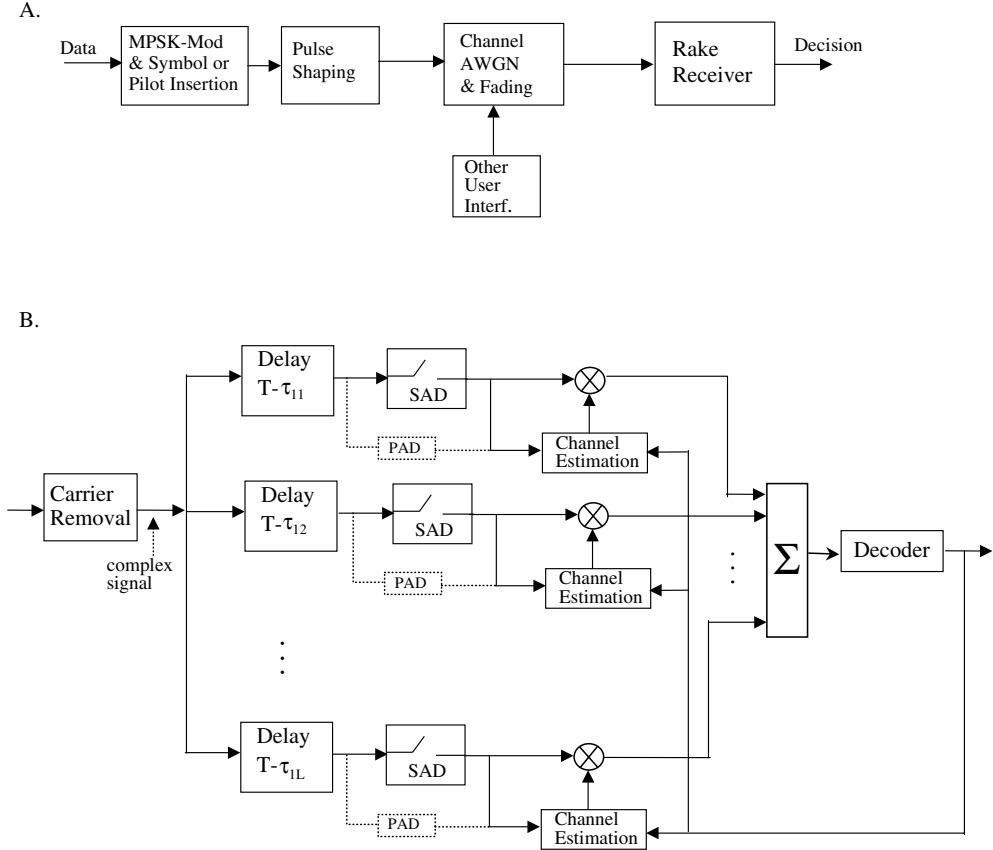 A.
Data
MPSK-Mod
& Symbol or
Pilot Insertion
Pulse
Shaping
Channel
AWGN
& Fading
Rake
Receiver
Decision
Other
User
Interf.
B.
Carrier
Removal
complex
signal
Delay
T-τ11
SAD
PAD
Channel
Estimation
Delay
T-τ12
SAD
PAD
Channel
Estimation
Delay
T-τ1L
SAD
PAD
Channel
Estimation
Σ
Decoder